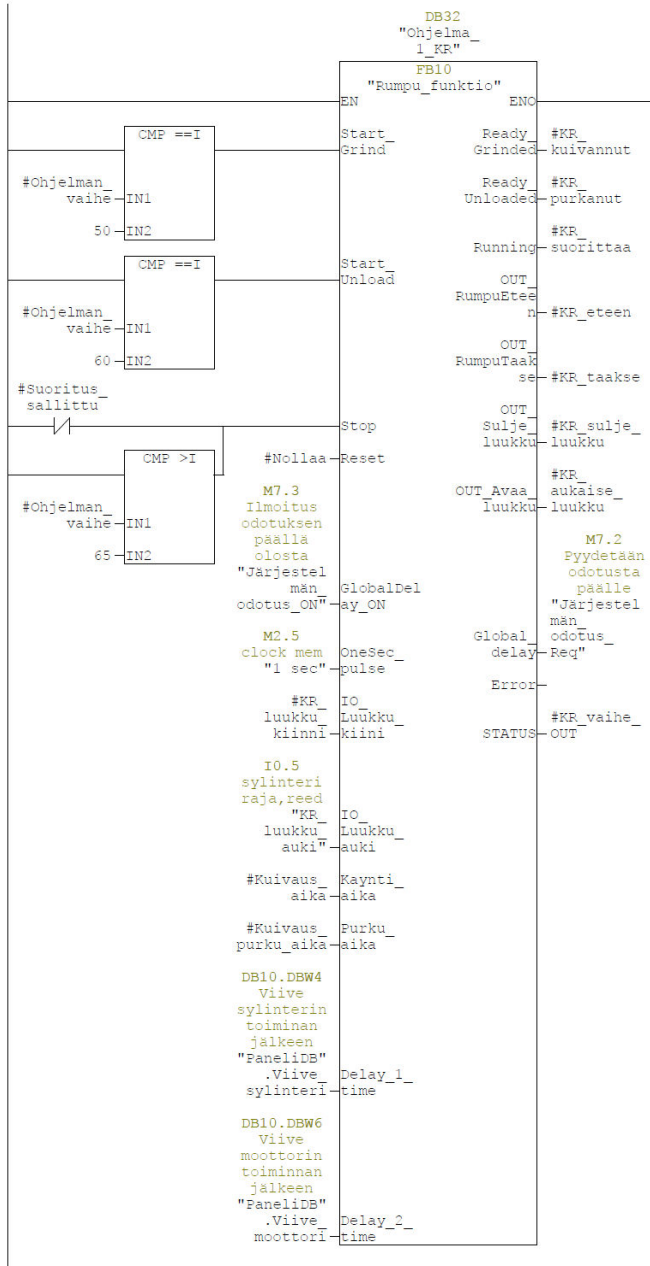 DB32
"Ohjelma_
1_KR"
FB10
"Rumpu_funktio"
EN ENO
CMP ==I
Start_
Grind
Ready_
Grinded
#KR_
kuivannut
#Ohjelman_
vaihe IN1
50 IN2
Ready_
Unloaded
#KR_
purkanut
Running
#KR_
suorittaa
CMP ==I
Start_
Unload
OUT_
RumpuEtee
n
#KR_eteen
#Ohjelman_
vaihe IN1
60 IN2
OUT_
RumpuTaak
se
#KR_taakse
#Suoritus_
sallittu
Stop
OUT_
Sulje_
luukku
#KR_sulje_
luukku
CMP >I
#Nollaa Reset
#Ohjelman_
vaihe IN1
65 IN2
OUT_Avaa_
luukku
#KR_
aukaise_
luukku
M7.3
Ilmoitus
odotuksen
päällä
olosta
"Järjestel
män_
odotus_ON"
GlobalDel
ay_ON
M7.2
Pyydetään
odotusta
päälle
"Järjestel
män_
odotus_
Req"
Global_
delay
M2.5
clock mem
"1 sec"
OneSec_
pulse
Error
#KR_
luukku_
kiinni
IO_
Luukku_
kiini
STATUS
#KR_vaihe_
OUT
I0.5
sylinteri
raja,reed
"KR_
luukku_
auki"
IO_
Luukku_
auki
#Kuivaus_
aika
Kaynti_
aika
#Kuivaus_
purku_aika
Purku_
aika
DB10.DBW4
Viive
sylinterin
toiminan
jälkeen
"PaneliDB"
.Viive_
sylinteri
Delay_1_
time
DB10.DBW6
Viive
moottorin
toiminnan
jälkeen
"PaneliDB"
.Viive_
moottori
Delay_2_
time